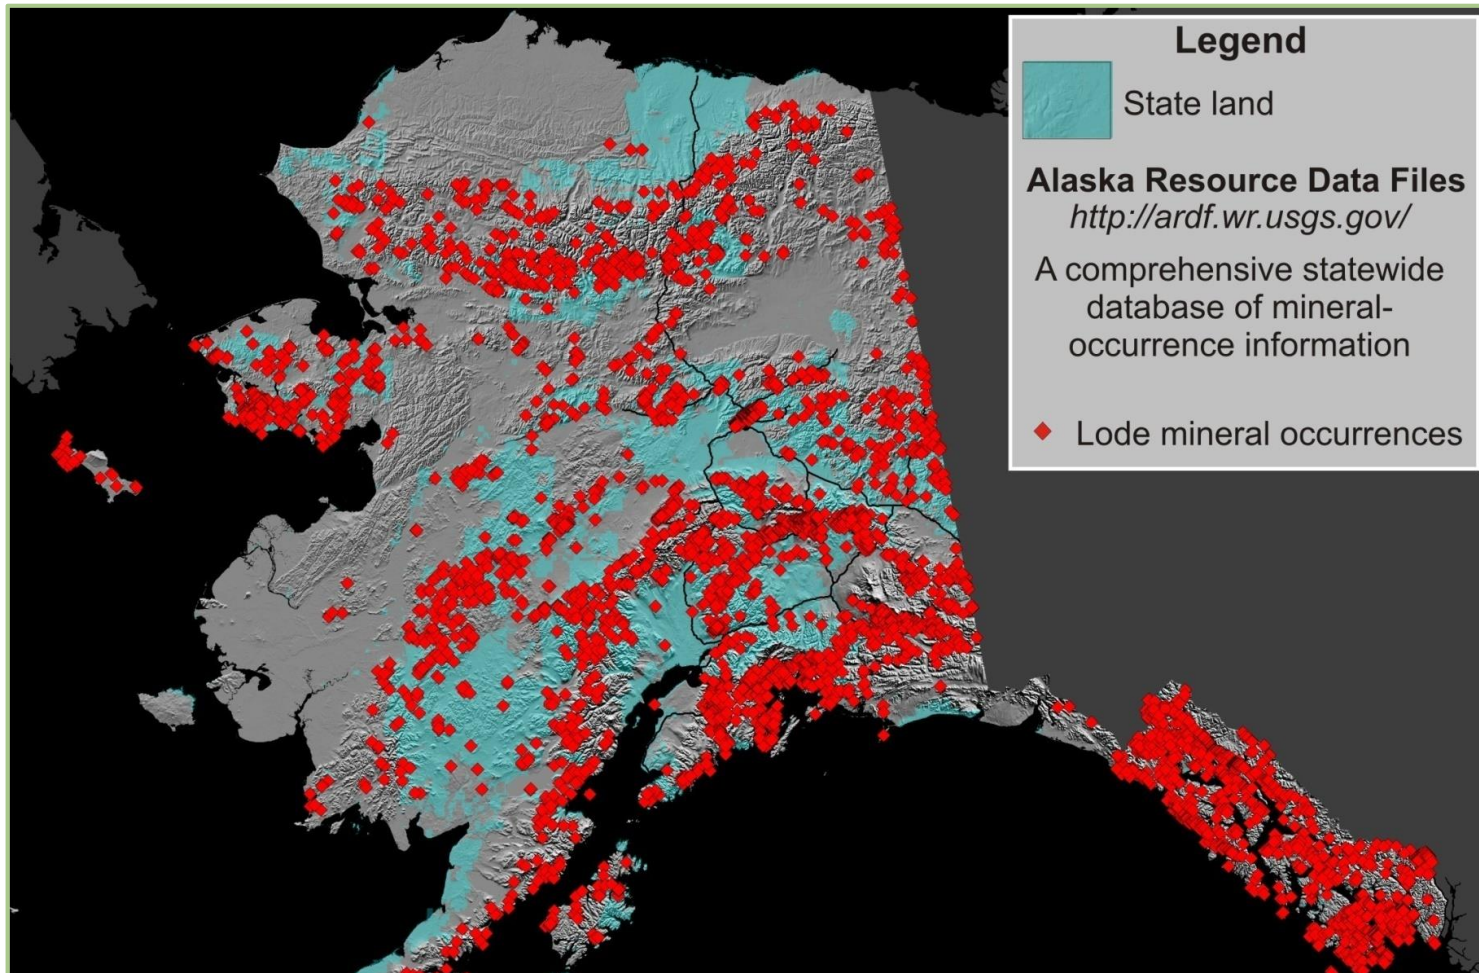 Legend
State land
Alaska Resource Data Files
http://ardf.wr.usgs.gov/
A comprehensive statewide
database of mineral-
occurrence information
Lode mineral occurrences